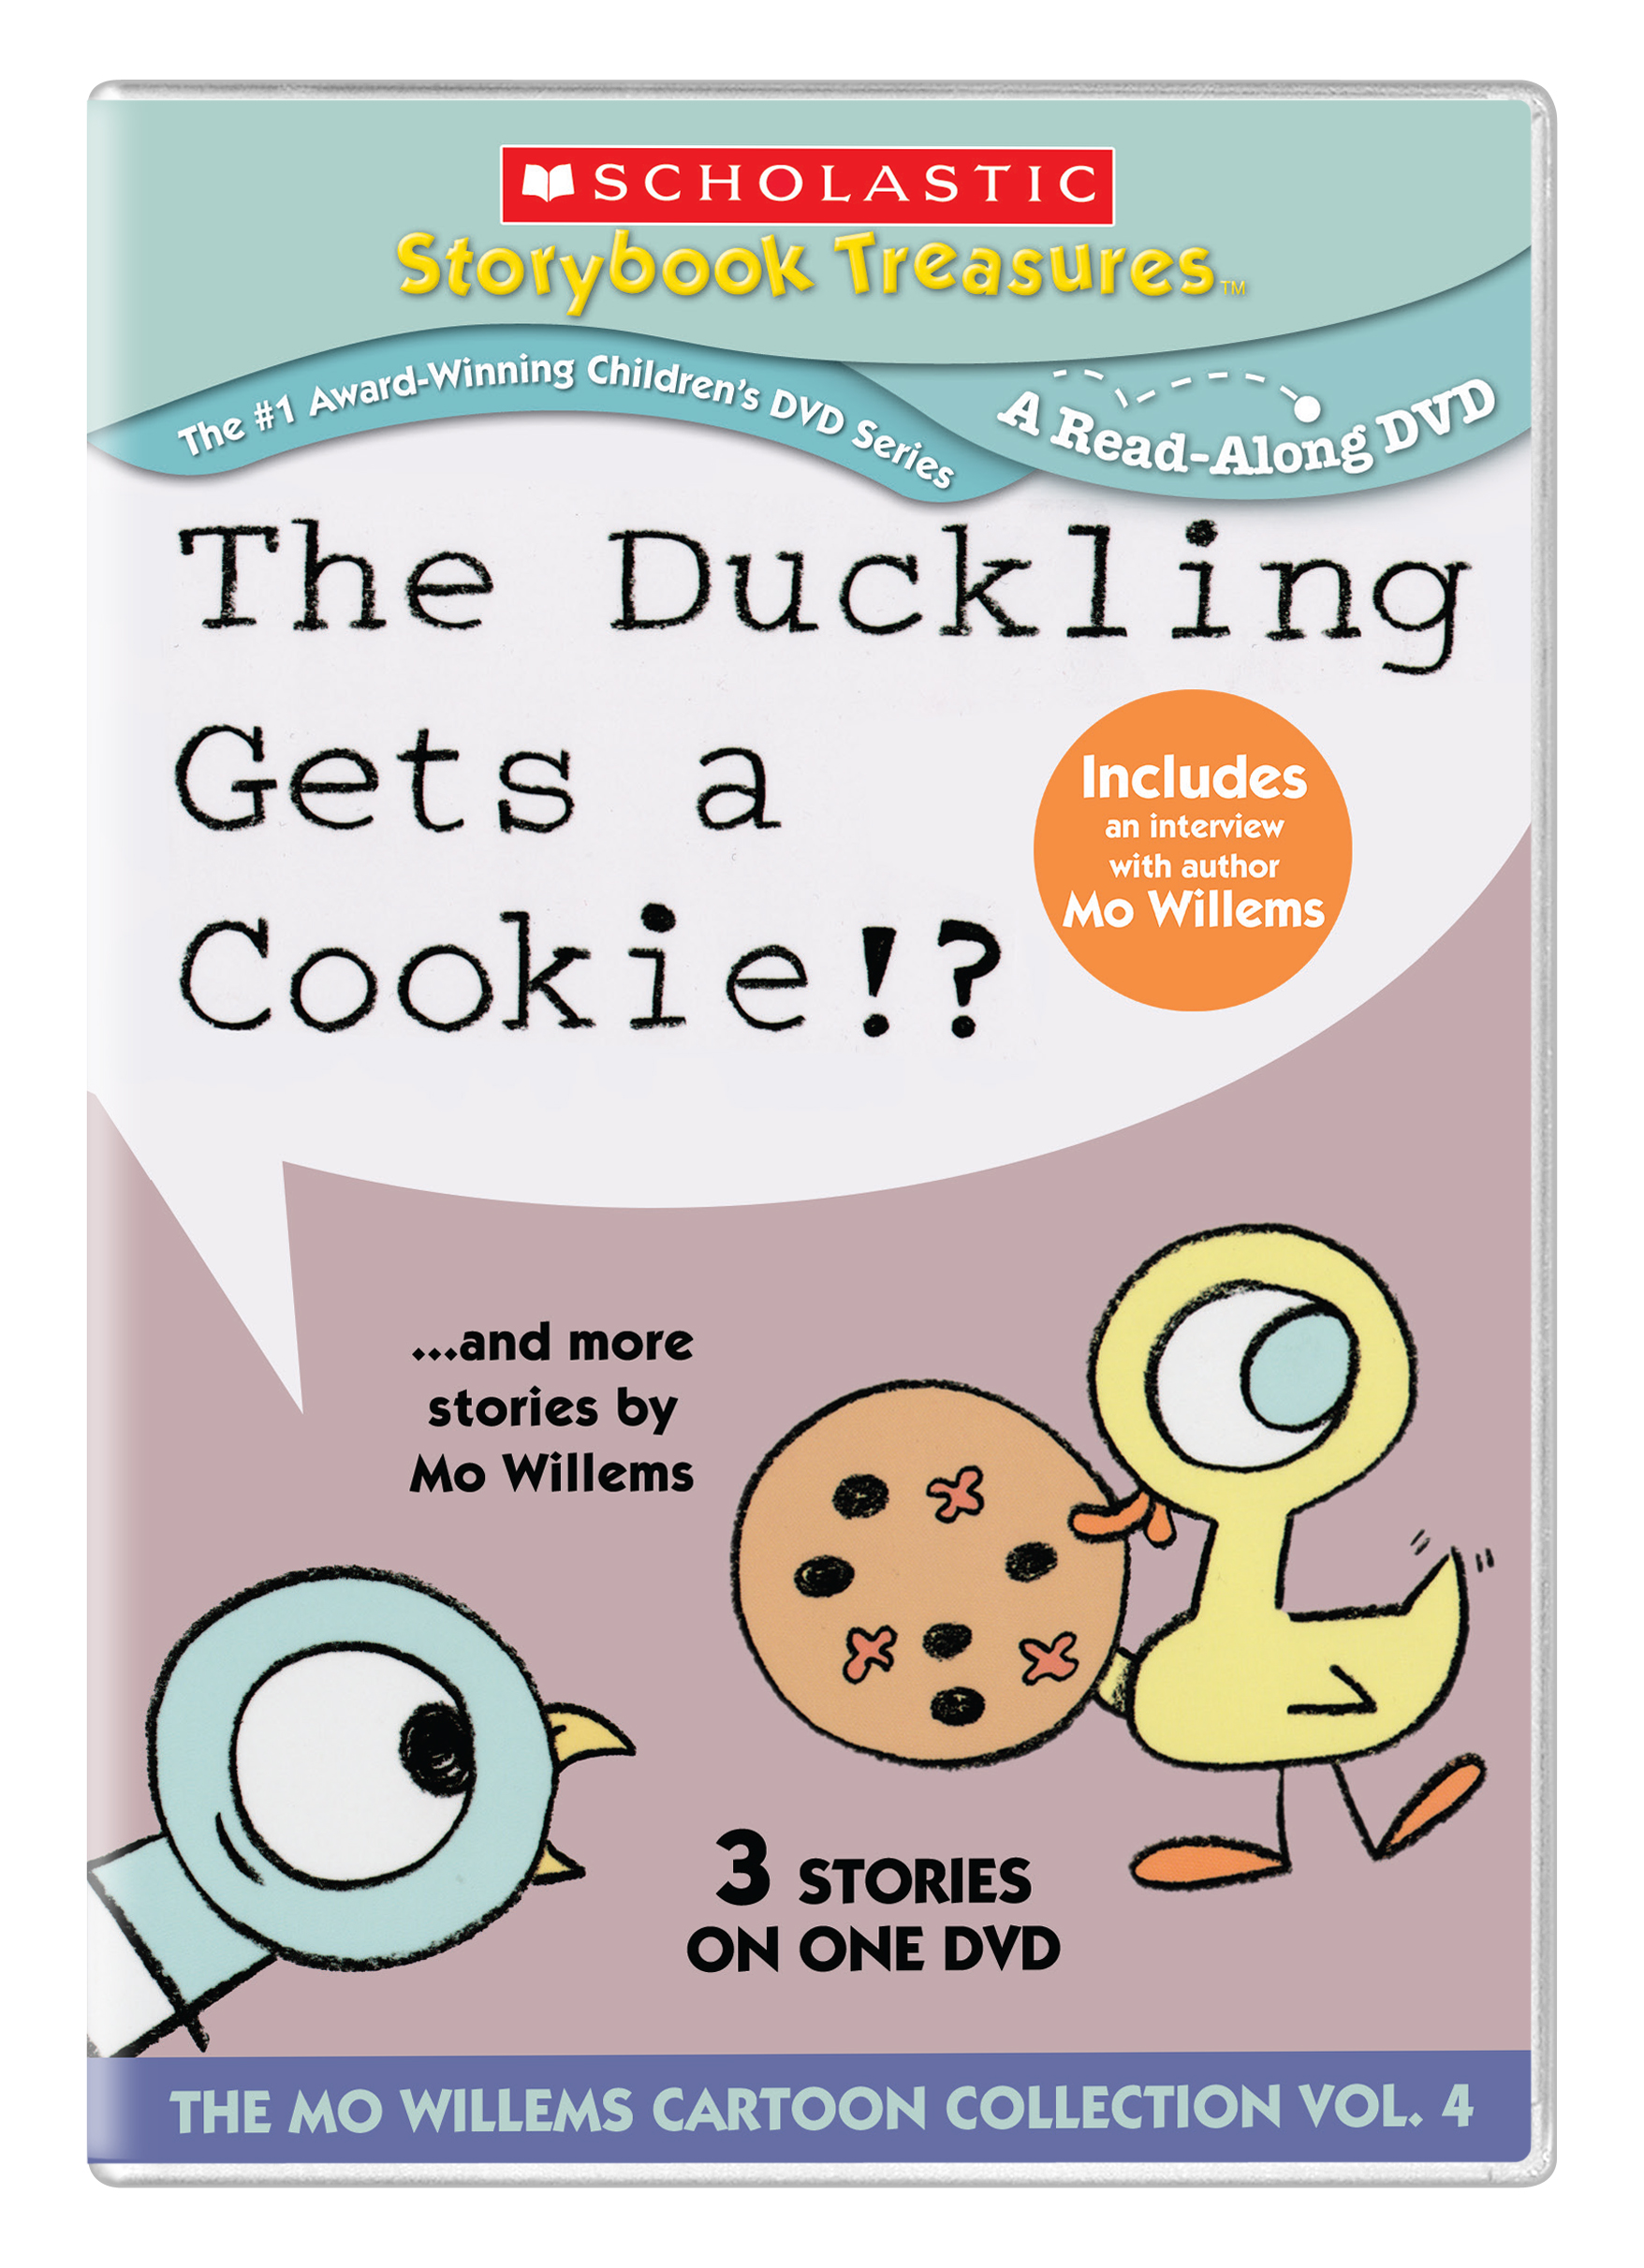 SCHOLASTIC
Storybook Treasures™
The #1 Award-Winning Children's DVD Series
A Read-Along DVD
The Duckling
Gets a
Cookie!?
Includes
an interview
with author
Mo Willems
...and more
stories by
Mo Willems
3 STORIES
ON ONE DVD
THE MO WILLEMS CARTOON COLLECTION VOL. 4